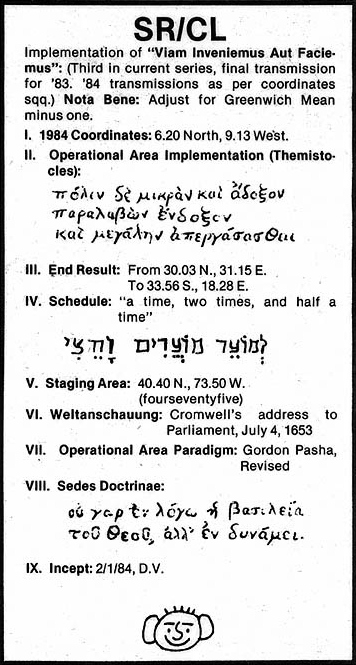 SR/CL
Implementation of "Viam Inveniemus Aut Facie-
mus": (Third in current series, final transmission
for '83. '84 transmissions as per coordinates
sqq.) Nota Bene: Adjust for Greenwich Mean
minus one.
I. 1984 Coordinates: 6.20 North, 9.13 West.
II. Operational Area Implementation (Themisto-
cles):
πόλιν δὲ μικρὰν καὶ ἄδοξον
παραλαβὼν ἔνδοξον
καὶ μεγάλην ἀπεργάσασθαι
III. End Result: From 30.03 N., 31.15 E.
To 33.56 S., 18.28 E.
IV. Schedule: "a time, two times, and half a
time"
לְמוֹעֵד מוֹעֲדִים וָחֵצִי
V. Staging Area: 40.40 N., 73.50 W.
(fourseventyfive)
VI. Weltanschauung: Cromwell's address to
Parliament, July 4, 1653
VII. Operational Area Paradigm: Gordon Pasha,
Revised
VIII. Sedes Doctrinae:
οὐ γαρ ἐν λόγῳ ἡ βασιλεία
τοῦ Θεοῦ, ἀλλ' ἐν δυνάμει.
IX. Incept: 2/1/84, D.V.